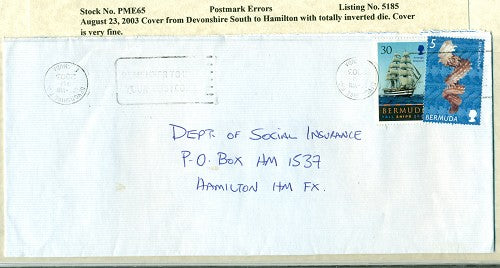 Stock No. PME65 Postmark Errors Listing No. 5185
August 23, 2003 Cover from Devonshire South to Hamilton with totally inverted die. Cover
is very fine.
30
BERMUDA
TALL SHIPS
5
BERMUDA
DEPT. OF SOCIAL INSURANCE
P.O. BOX HM 1537
HAMILTON HM FX.